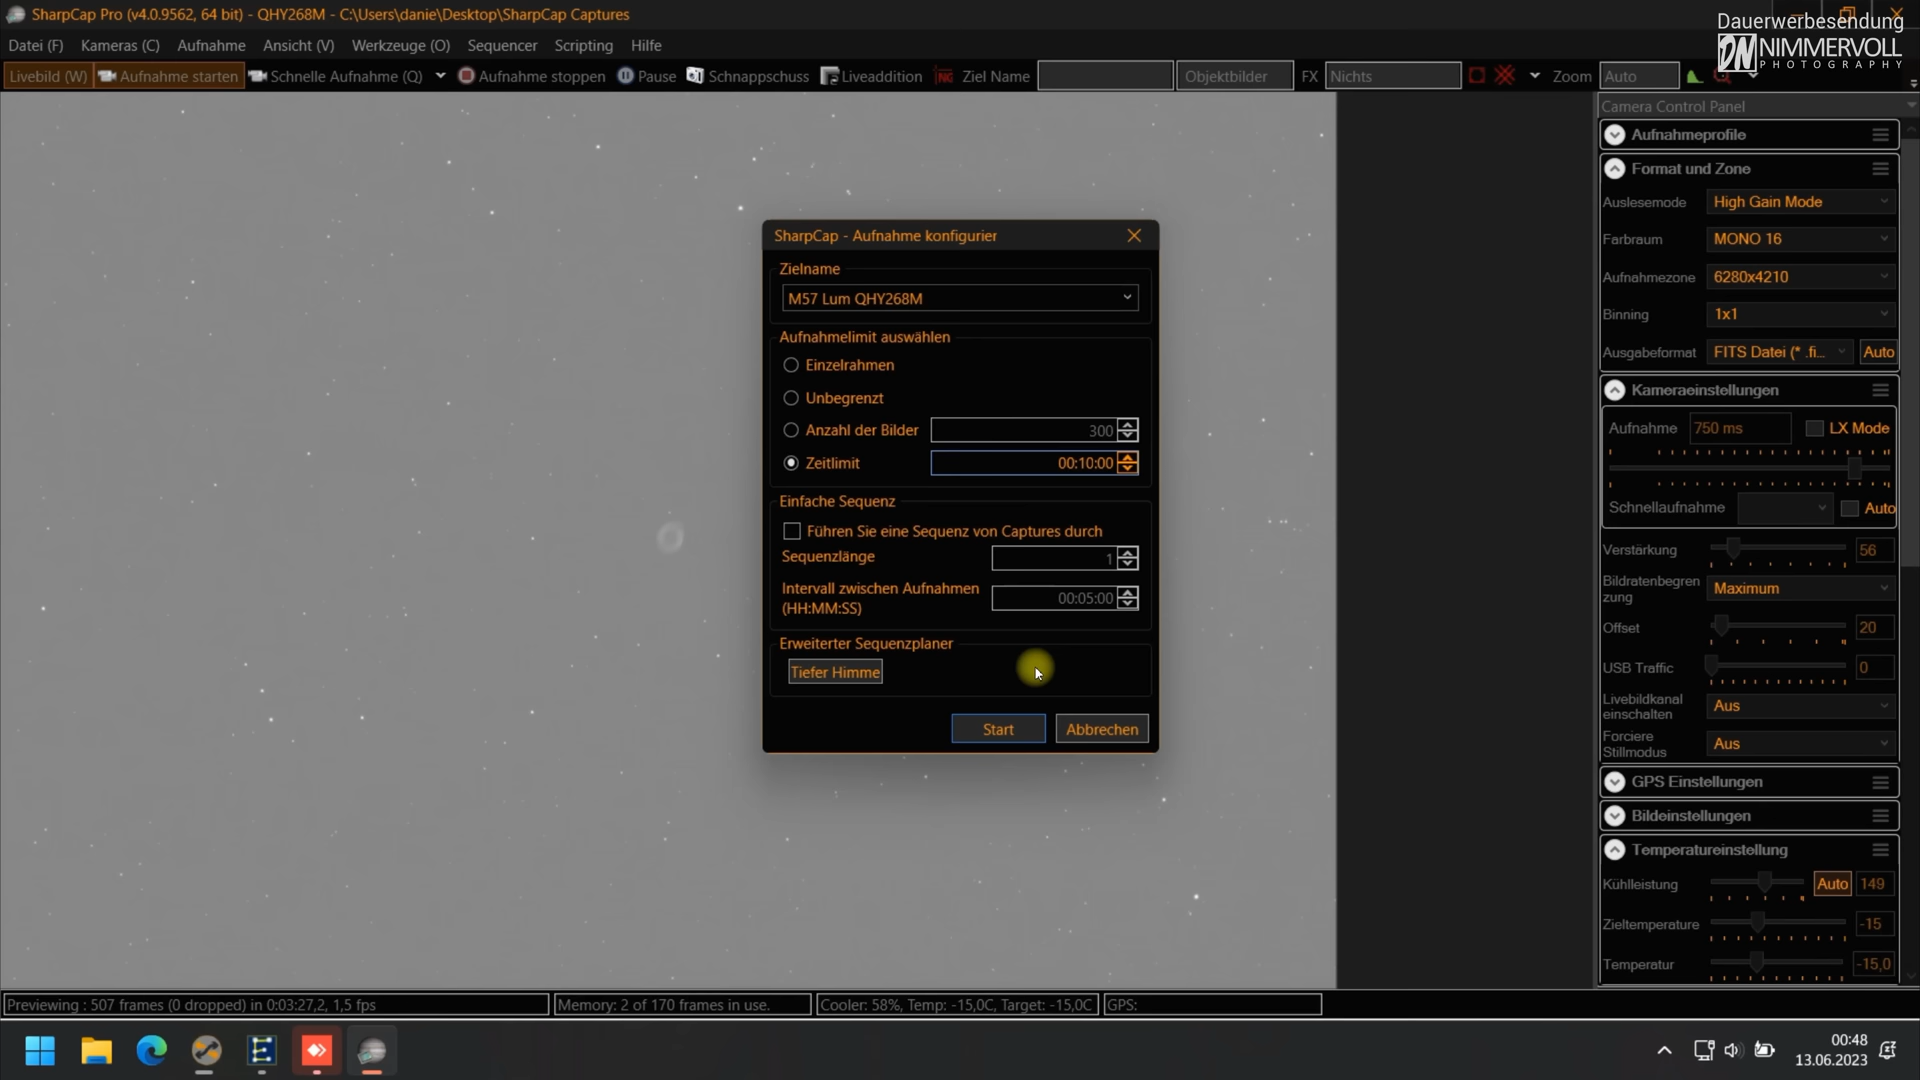 SharpCap Pro (v4.0.9562, 64 bit) - QHY268M - C:\Users\danie\Desktop\SharpCap Captures
Dauerwerbesendung
DN NIMMERVOLL
PHOTOGRAPHY
Datei (F) Kameras (C) Aufnahme Ansicht (V) Werkzeuge (O) Sequencer Scripting Hilfe
Livebild (W) Aufnahme starten Schnelle Aufnahme (Q) Aufnahme stoppen Pause Schnappschuss Liveaddition Ziel Name Objektbilder FX Nichts Zoom Auto
Camera Control Panel
Aufnahmeprofile
Format und Zone
Auslesemode High Gain Mode
Farbraum MONO 16
Aufnahmezone 6280x4210
Binning 1x1
Ausgabeformat FITS Datei (* .fi... Auto
Kameraeinstellungen
Aufnahme 750 ms LX Mode
Schnellaufnahme Auto
Verstärkung 56
Bildratenbegren
zung
Maximum
Offset 20
USB Traffic 0
Livebildkanal
einschalten
Aus
Forciere
Stillmodus
Aus
GPS Einstellungen
Bildeinstellungen
Temperatureinstellung
Kühlleistung Auto 149
Zieltemperature -15
Temperatur -15,0
SharpCap - Aufnahme konfigurier
Zielname
M57 Lum QHY268M
Aufnahmelimit auswählen
Einzelrahmen
Unbegrenzt
Anzahl der Bilder 300
Zeitlimit 00:10:00
Einfache Sequenz
Führen Sie eine Sequenz von Captures durch
Sequenzlänge 1
Intervall zwischen Aufnahmen
(HH:MM:SS)
00:05:00
Erweiterter Sequenzplaner
Tiefer Himme
Start Abbrechen
Previewing : 507 frames (0 dropped) in 0:03:27,2, 1,5 fps Memory: 2 of 170 frames in use. Cooler: 58%, Temp: -15,0C, Target: -15,0C GPS:
00:48
13.06.2023